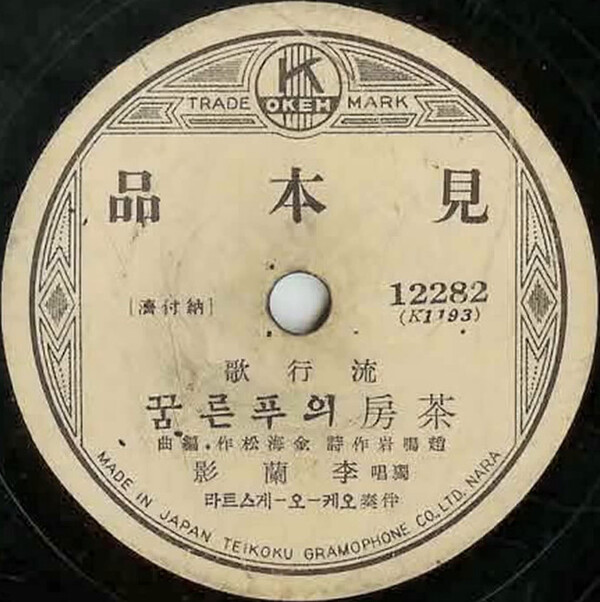 K
OKEH
TRADE MARK
見本品
12282
(K1193)
[納付濟]
流行歌
茶房의푸른꿈
趙鳴岩作詩 金海松作·編曲
獨唱 李蘭影
伴奏 오케-오-케스트라
MADE IN JAPAN TEIKOKU GRAMOPHONE CO., LTD. NARA